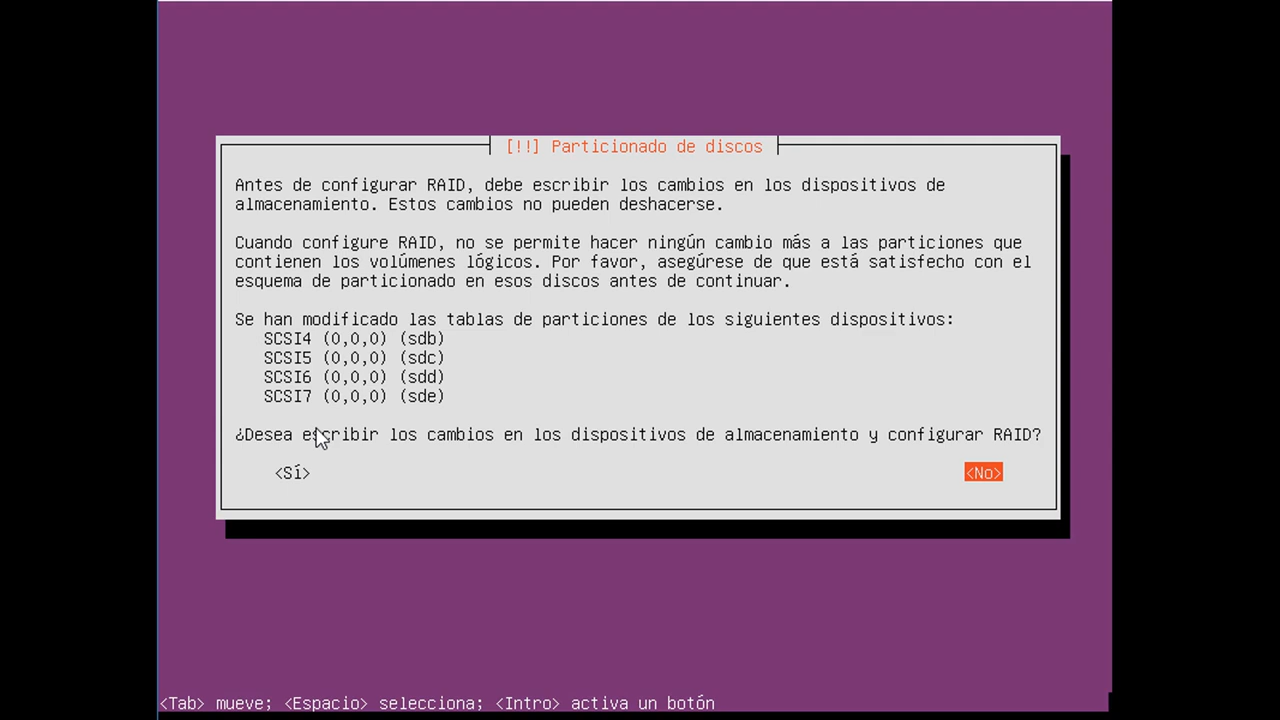 [!!] Particionado de discos
Antes de configurar RAID, debe escribir los cambios en los dispositivos de
almacenamiento. Estos cambios no pueden deshacerse.
Cuando configure RAID, no se permite hacer ningún cambio más a las particiones que
contienen los volúmenes lógicos. Por favor, asegúrese de que está satisfecho con el
esquema de particionado en esos discos antes de continuar.
Se han modificado las tablas de particiones de los siguientes dispositivos:
SCSI4 (0,0,0) (sdb)
SCSI5 (0,0,0) (sdc)
SCSI6 (0,0,0) (sdd)
SCSI7 (0,0,0) (sde)
¿Desea escribir los cambios en los dispositivos de almacenamiento y configurar RAID?
<Sí> <No>
<Tab> mueve; <Espacio> selecciona; <Intro> activa un botón